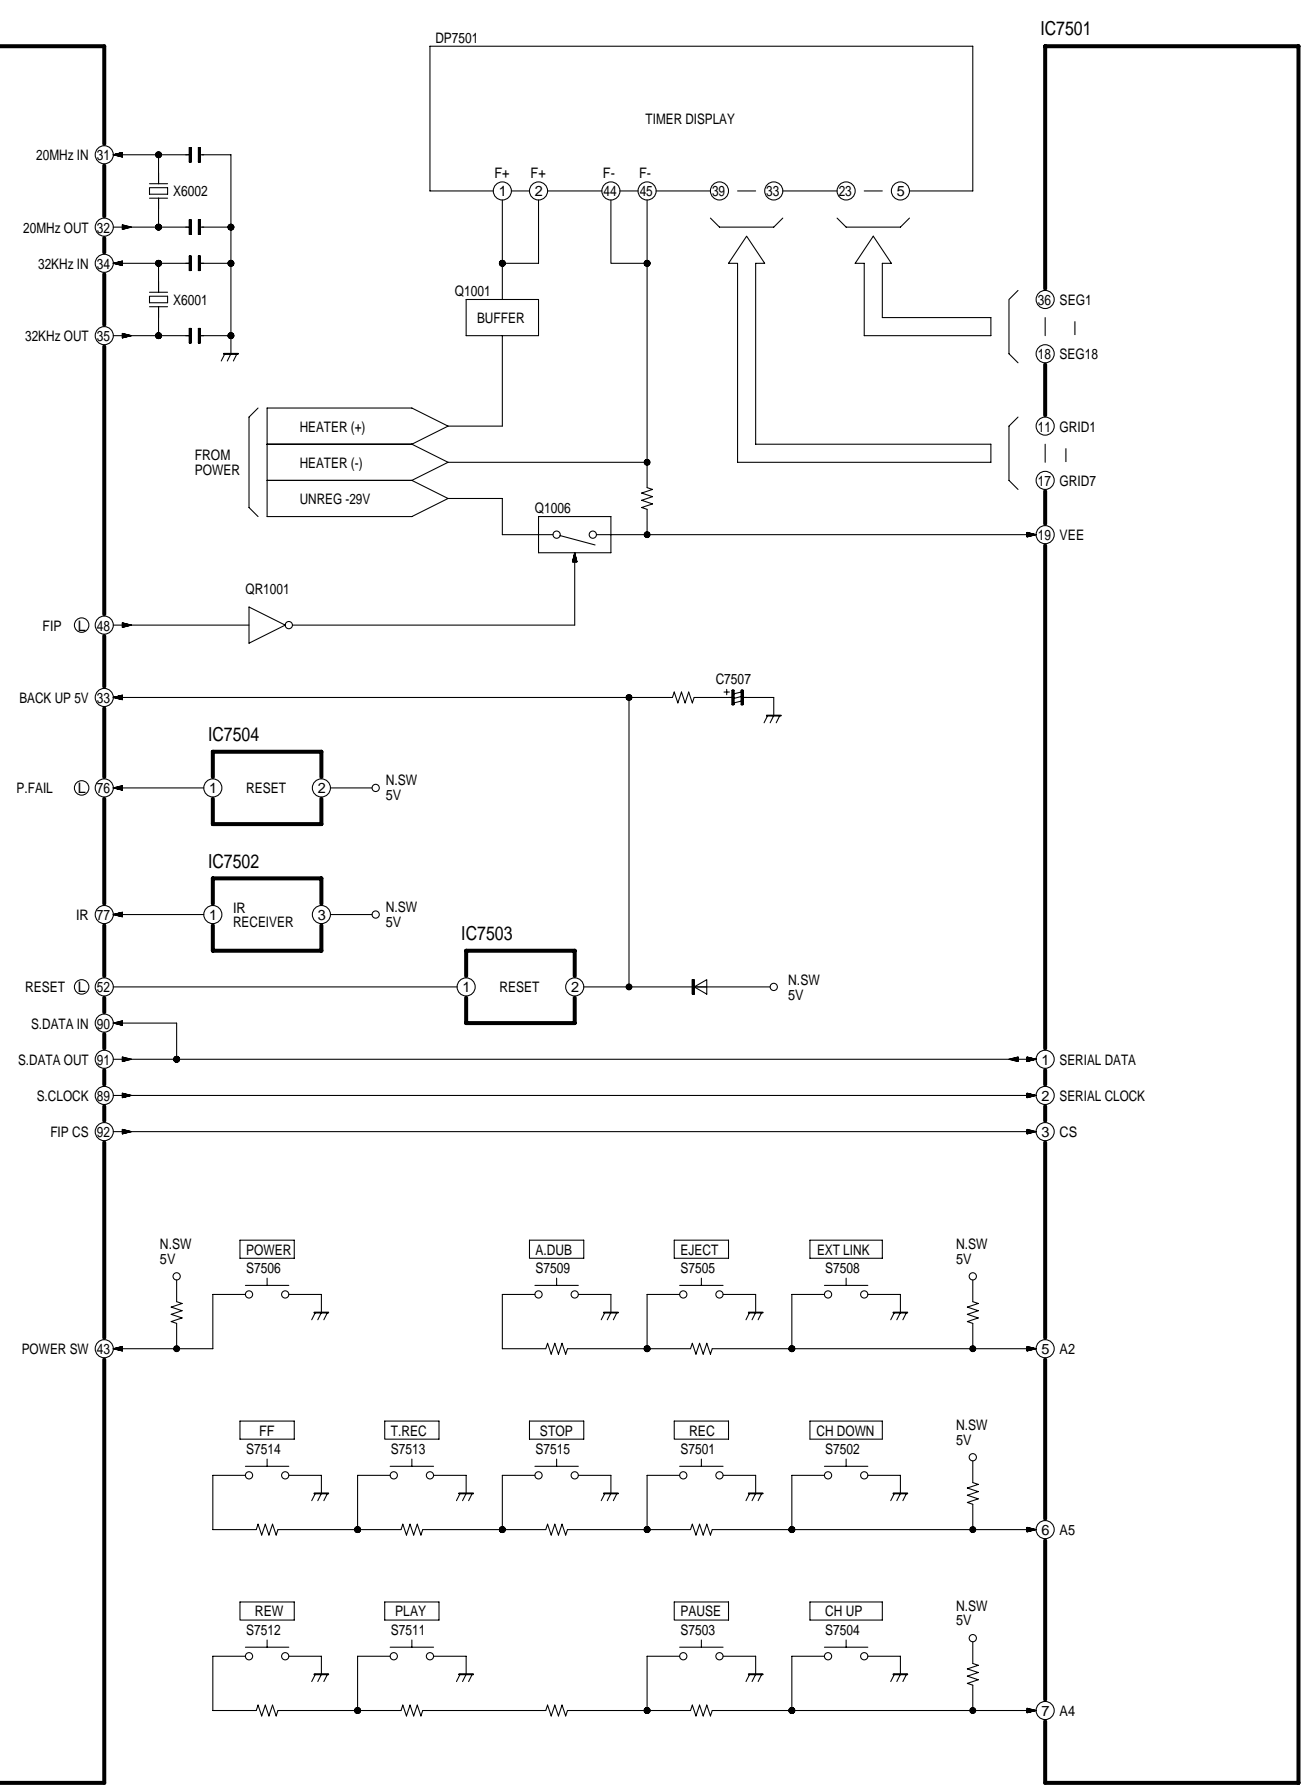 IC7501
DP7501
TIMER DISPLAY
F+ F+ F- F-
1 2 44 45 39 33 23 5
20MHz IN 31
X6002
20MHz OUT 32
32KHz IN 34
X6001
32KHz OUT 35
Q1001
BUFFER
36 SEG1
18 SEG18
FROM
POWER
HEATER (+)
HEATER (-)
UNREG -29V
11 GRID1
17 GRID7
Q1006
19 VEE
QR1001
FIP L 48
C7507
+
BACK UP 5V 33
IC7504
P.FAIL L 76
1 RESET 2
N.SW
5V
IC7502
IR 77
1 IR
RECEIVER 3
N.SW
5V
IC7503
RESET L 52
1 RESET 2
N.SW
5V
S.DATA IN 90
S.DATA OUT 91
1 SERIAL DATA
S.CLOCK 89
2 SERIAL CLOCK
FIP CS 92
3 CS
N.SW
5V
POWER
S7506
A.DUB
S7509
EJECT
S7505
EXT LINK
S7508
N.SW
5V
POWER SW 43
5 A2
FF
S7514
T.REC
S7513
STOP
S7515
REC
S7501
CH DOWN
S7502
N.SW
5V
6 A5
REW
S7512
PLAY
S7511
PAUSE
S7503
CH UP
S7504
N.SW
5V
7 A4